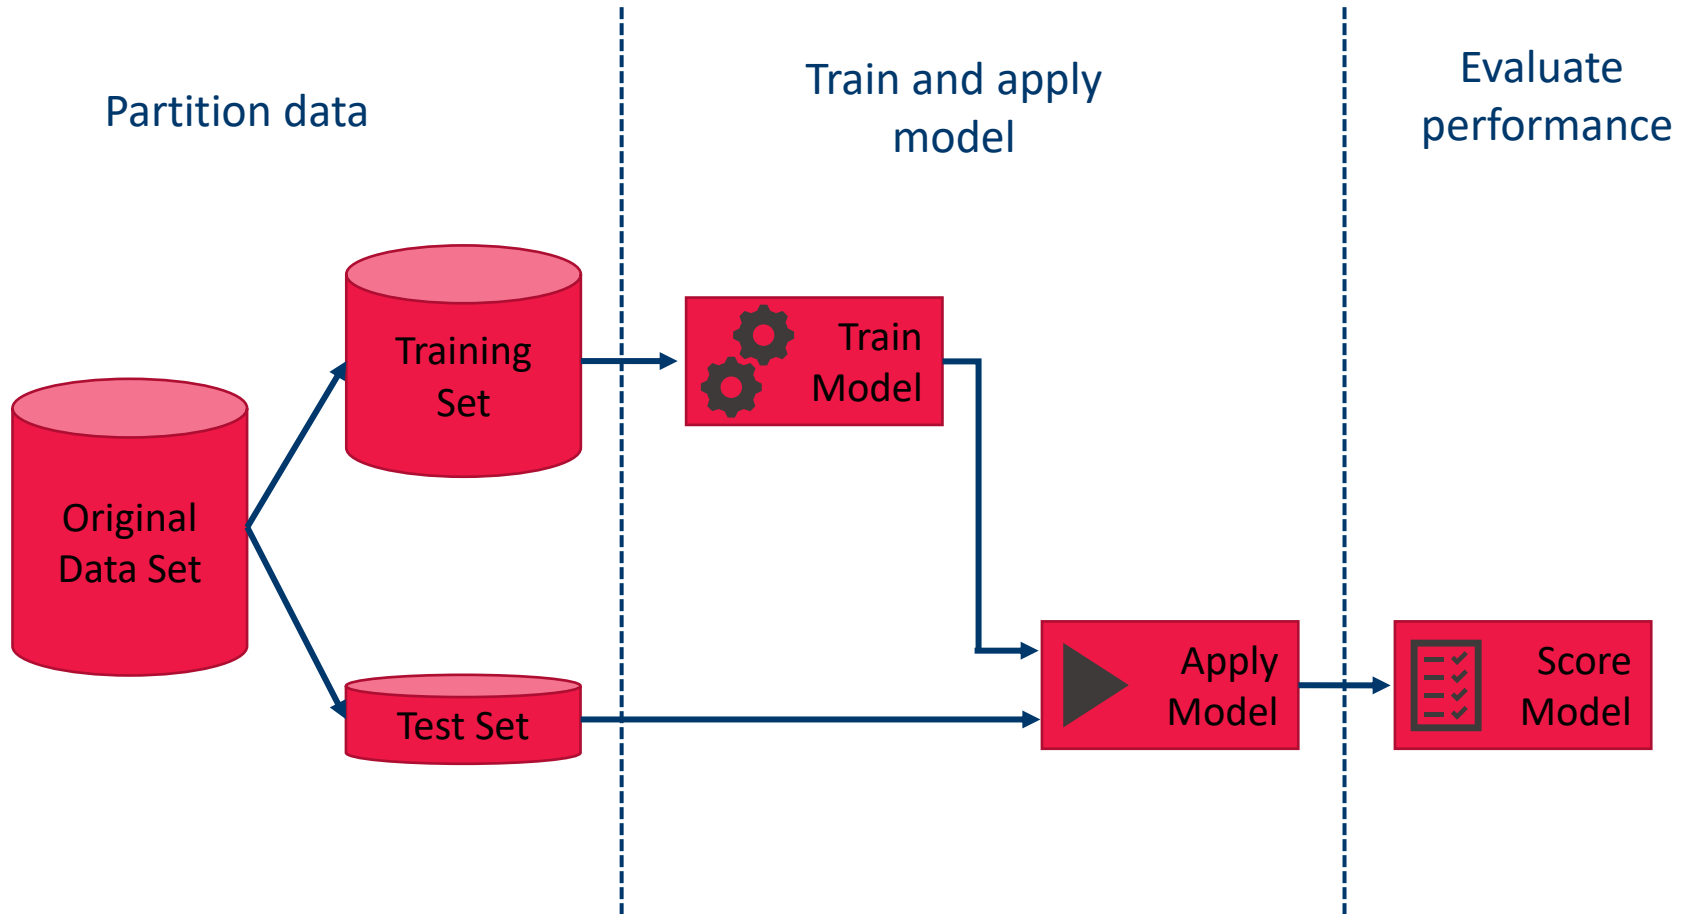 Partition data
Train and apply
model
Evaluate
performance
Original
Data Set
Training
Set
Test Set
Train
Model
Apply
Model
Score
Model